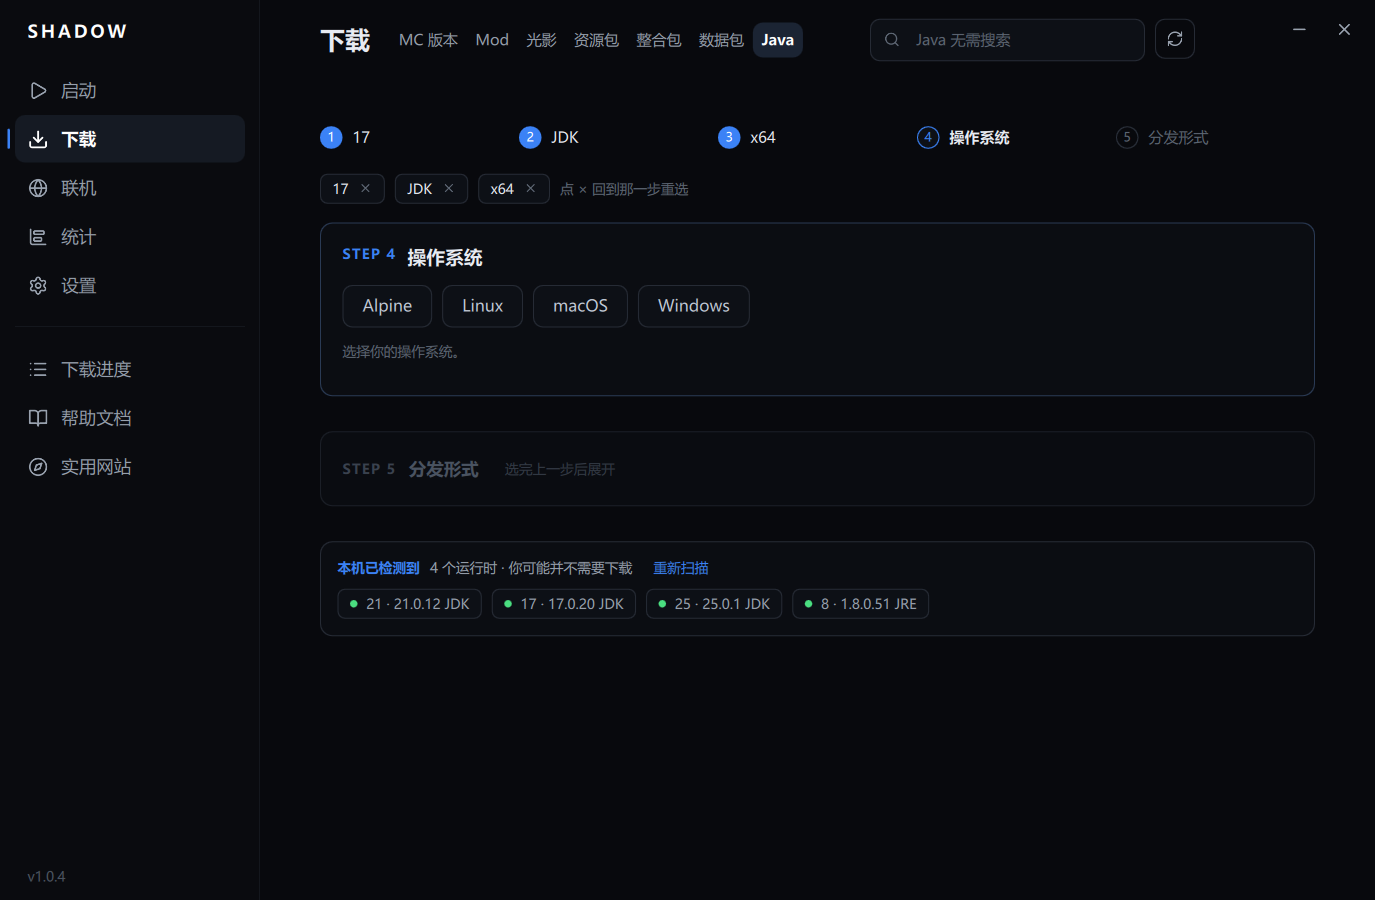 SHADOW
启动
下载
联机
统计
设置
下载进度
帮助文档
实用网站
v1.0.4
下载 MC 版本 Mod 光影 资源包 整合包 数据包 Java
Java 无需搜索
1 17 2 JDK 3 x64 4 操作系统 5 分发形式
17 × JDK × x64 × 点 × 回到那一步重选
STEP 4 操作系统
Alpine Linux macOS Windows
选择你的操作系统。
STEP 5 分发形式 选完上一步后展开
本机已检测到 4 个运行时 · 你可能并不需要下载 重新扫描
21 · 21.0.12 JDK 17 · 17.0.20 JDK 25 · 25.0.1 JDK 8 · 1.8.0.51 JRE